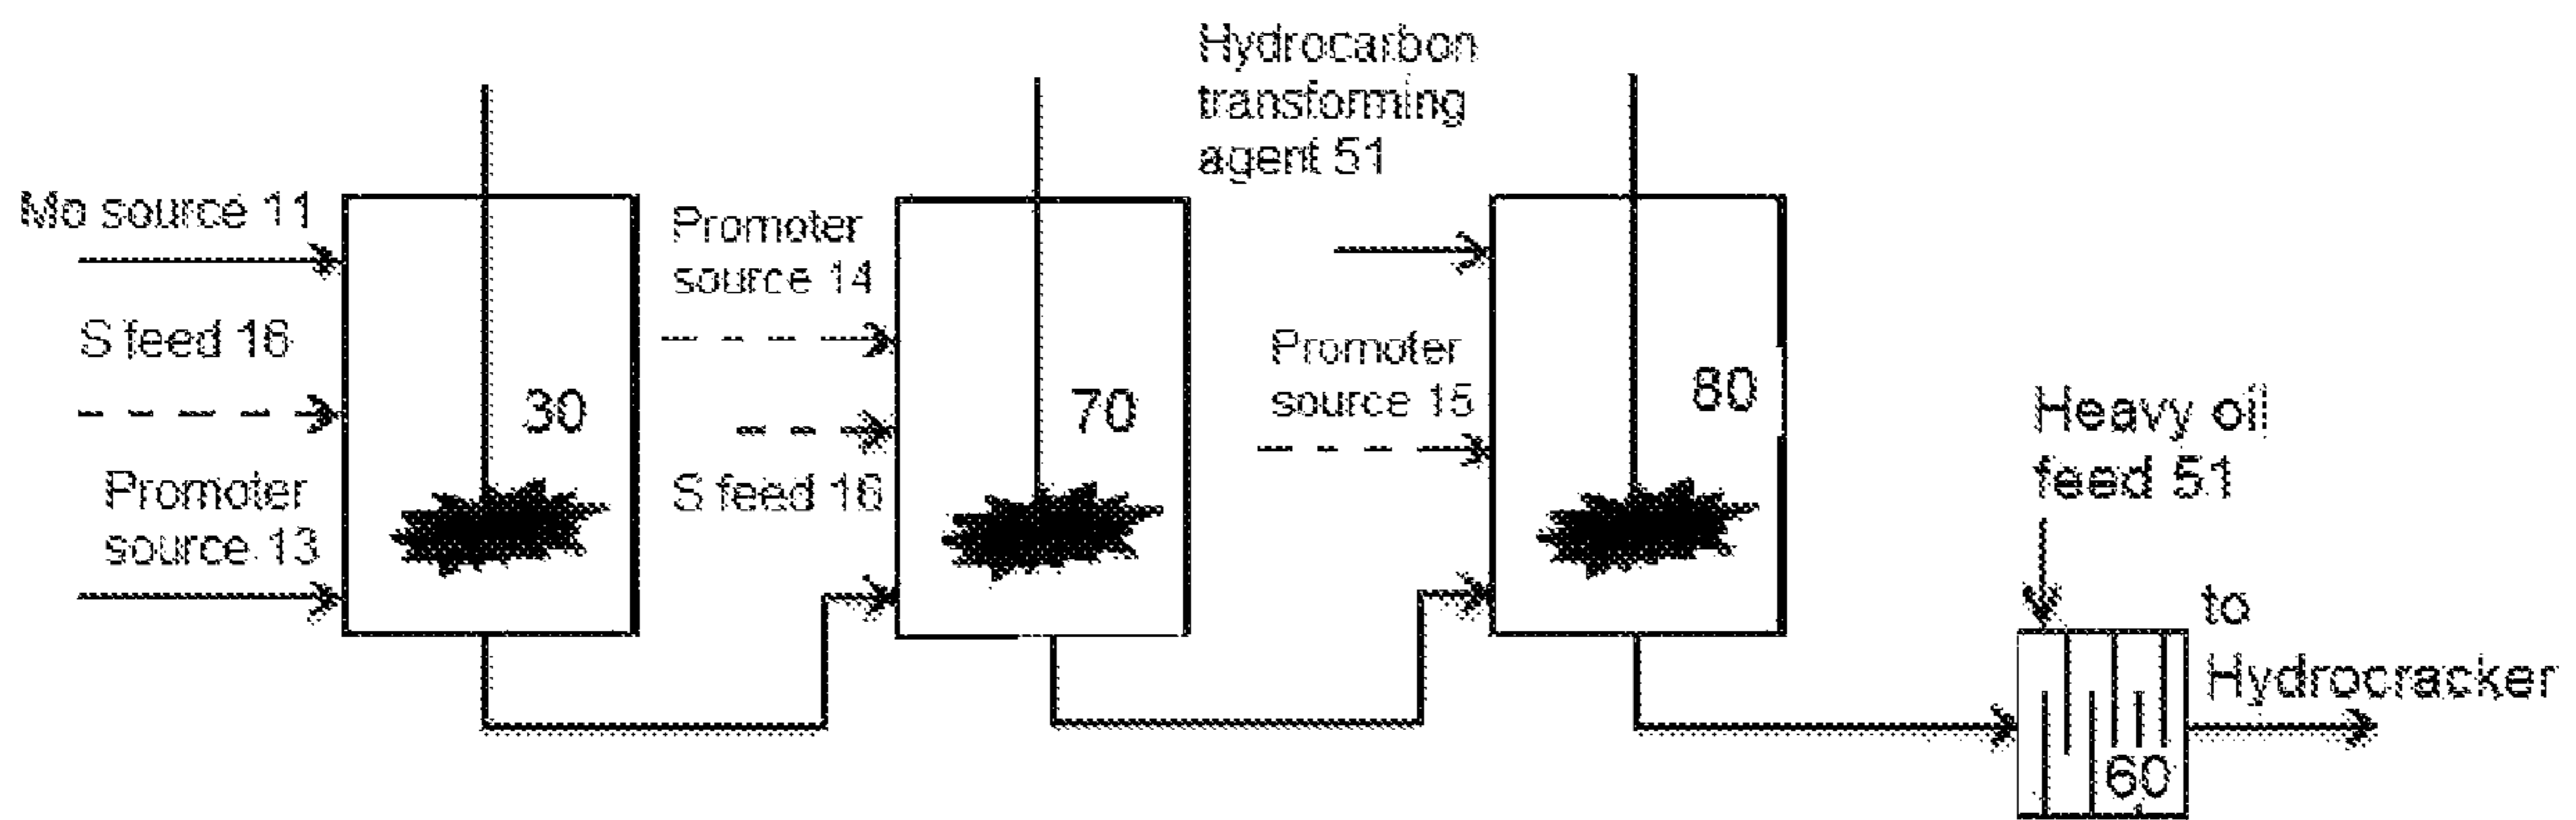 Mo source 11
S feed 16
Promoter
source 13
30
Promoter
source 14
S feed 16
70
Hydrocarbon
transforming
agent 51
Promoter
source 15
80
Heavy oil
feed 51
60
to
Hydrocracker